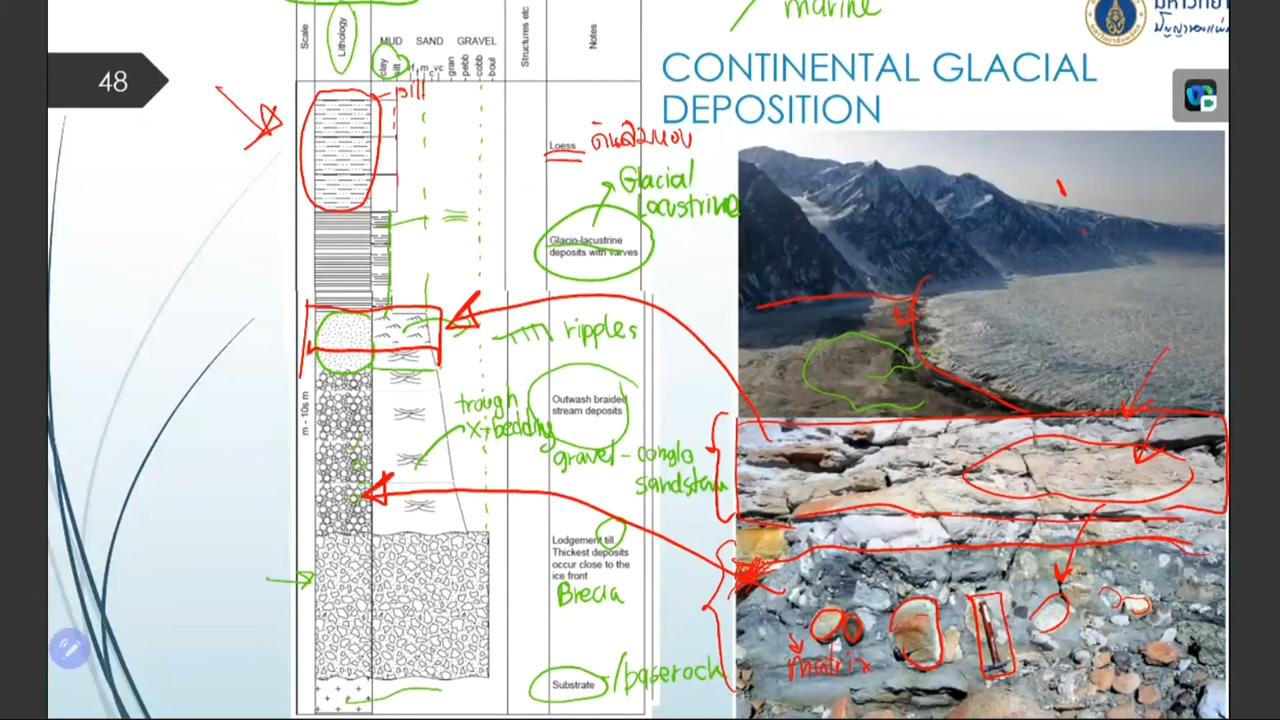 marine
48
CONTINENTAL GLACIAL
DEPOSITION
Scale
Lithology
MUD SAND GRAVEL
clay
silt
f m vc
gran
pebb
cobb
boul
Structures etc
Notes
silt
Loess
Glacial
Lacustrine
Glacio-lacustrine
deposits with varves
ripples
m - 10s m
Outwash braided
stream deposits
trough
x-bedding
gravel - conglo
sandstone
Lodgement till.
Thickest deposits
occur close to the
ice front
Brecia
matrix
Substrate
/baserock